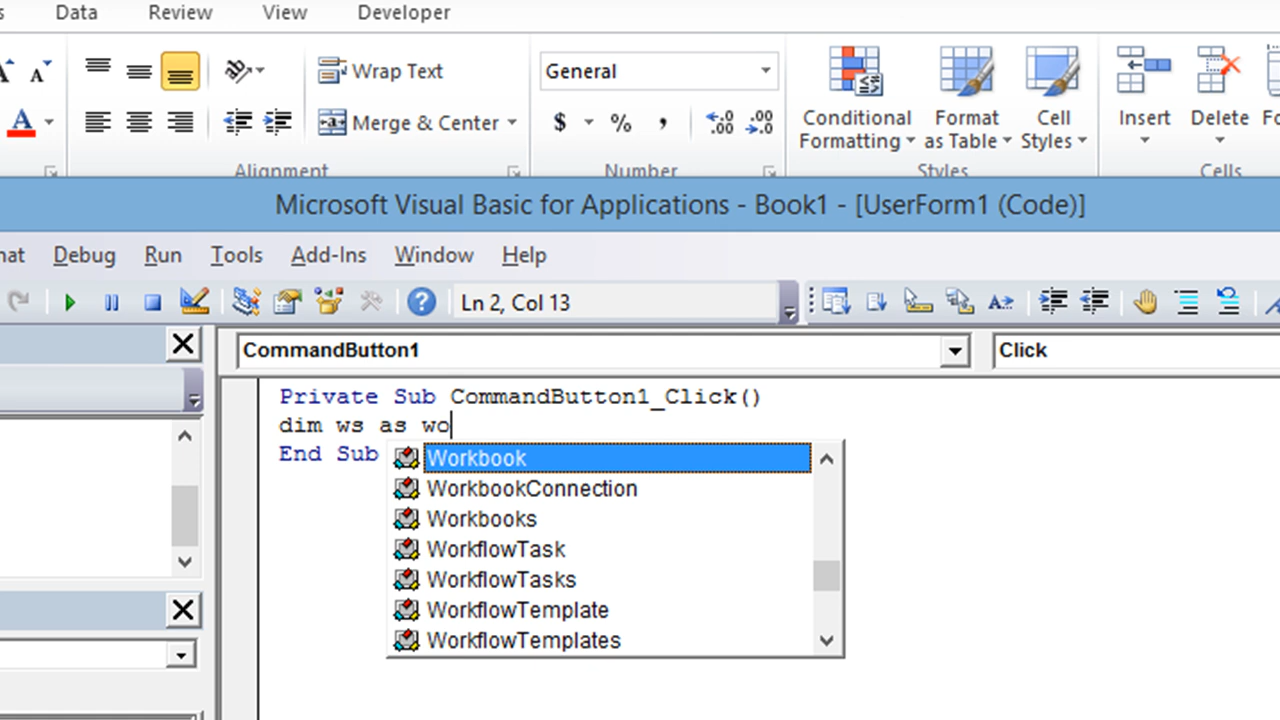 Data Review View Developer
Wrap Text General
A Merge & Center $ % , .00 .00 Conditional Formatting Format as Table Cell Styles Insert Delete
Alignment Number Styles Cells
Microsoft Visual Basic for Applications - Book1 - [UserForm1 (Code)]
Debug Run Tools Add-Ins Window Help
Ln 2, Col 13
CommandButton1 Click
Private Sub CommandButton1_Click()
dim ws as wo
End Sub
Workbook
WorkbookConnection
Workbooks
WorkflowTask
WorkflowTasks
WorkflowTemplate
WorkflowTemplates